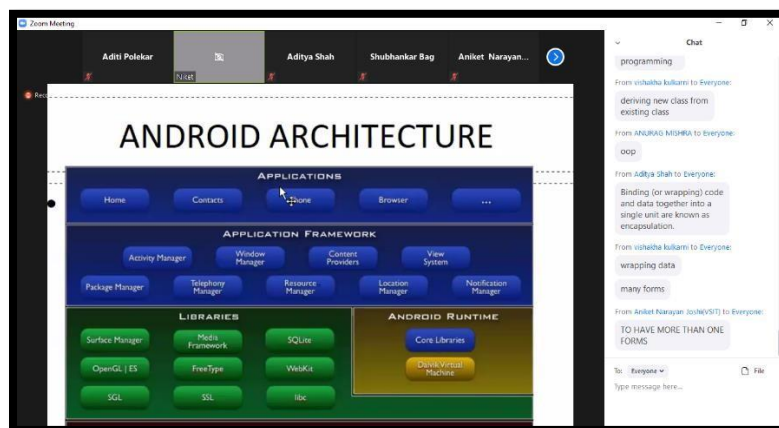 Zoom Meeting
Aditi Polekar
Niket
Aditya Shah
Shubhankar Bag
Aniket Narayan...
Rec
ANDROID ARCHITECTURE
APPLICATIONS
Home
Contacts
Phone
Browser
...
APPLICATION FRAMEWORK
Activity Manager
Window
Manager
Content
Providers
View
System
Package Manager
Telephony
Manager
Resource
Manager
Location
Manager
Notification
Manager
LIBRARIES
Surface Manager
Media
Framework
SQLite
OpenGL | ES
FreeType
WebKit
SGL
SSL
libc
ANDROID RUNTIME
Core Libraries
Dalvik Virtual
Machine
Chat
programming
From vishakha kulkarni to Everyone:
deriving new class from
existing class
From ANURAG MISHRA to Everyone:
oop
From Aditya Shah to Everyone:
Binding (or wrapping) code
and data together into a
single unit are known as
encapsulation.
From vishakha kulkarni to Everyone:
wrapping data
many forms
From Aniket Narayan Joshi(VSIT) to Everyone:
TO HAVE MORE THAN ONE
FORMS
To: Everyone
File
Type message here...